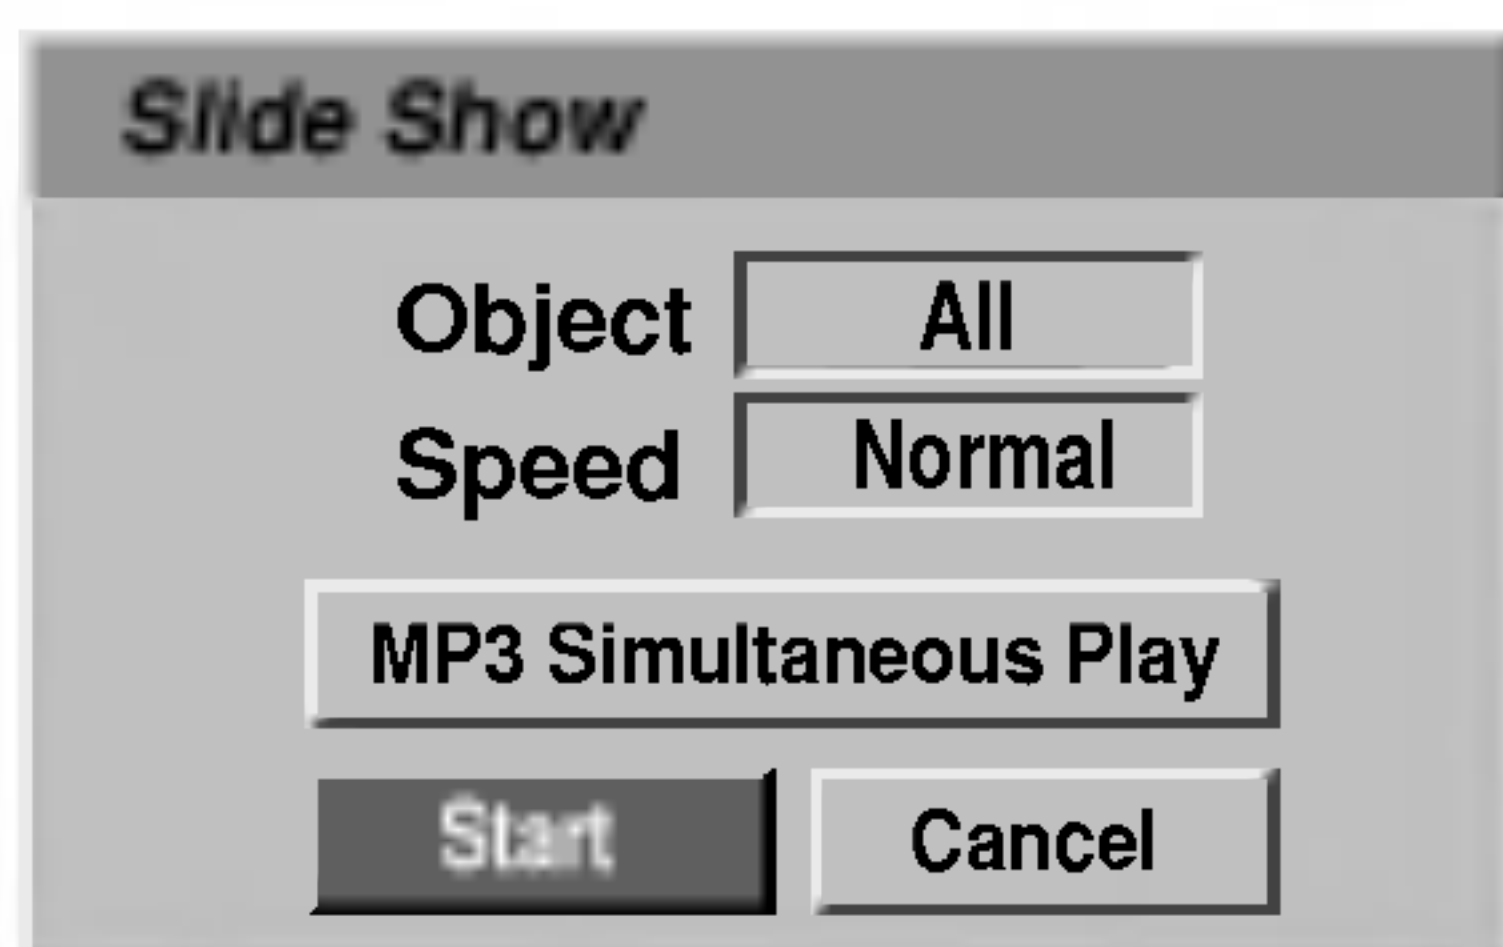 Slide Show
Object All
Speed Normal
MP3 Simultaneous Play
Start Cancel